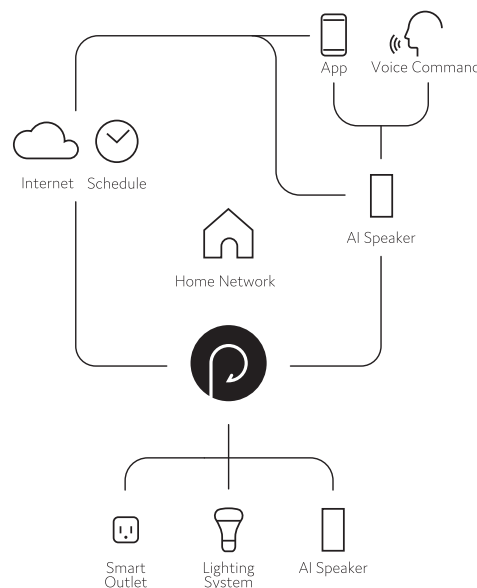 App
Voice Command
Internet
Schedule
AI Speaker
Home Network
Smart
Outlet
Lighting
System
AI Speaker